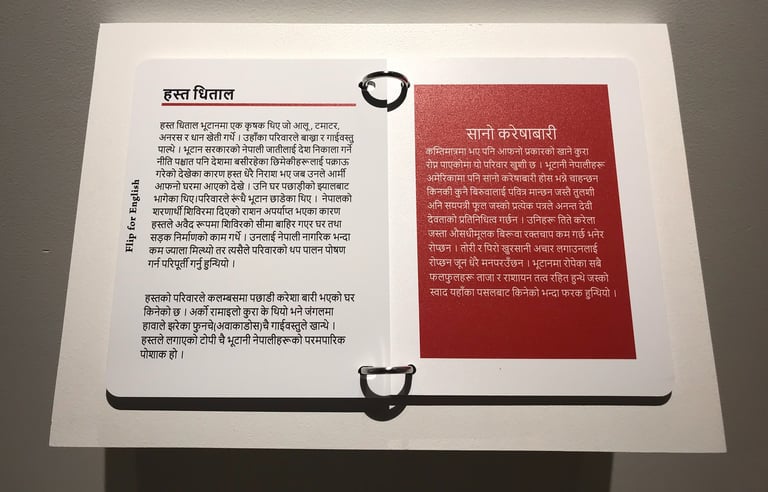 हस्त धिताल
हस्त धिताल भूटानमा एक कृषक थिए जो आलू , टमाटर,
अनरस र धान खेती गर्थे । उहाँका परिवारले बाख्रा र गाईवस्तु
पाल्थे । भूटान सरकारको नेपाली जातीलाई देश निकाला गर्ने
नीति पश्चात पनि देशमा बसीरहेका छिमेकीहरूलाई पक्राऊ
गरेको देखेका कारण हस्त धेरै निराश भए जब उनले आर्मी
आफनो घरमा आएको देखे । उनि घर पछाडीको झ्यालबाट
भागेका थिए।परिवारले रूंदै भूटान छाडेका थिए । नेपालको
शरणार्थी शिविरमा दिएको राशन अपर्याप्त भएका कारण
हस्तले अवैद रूपमा शिविरको सीमा बाहिर गएर घर तथा
सड्क निर्माणको काम गर्थे । उनलाई नेपाली नागरिक भन्दा
कम ज्याला मिल्थ्यो तर त्यसैले परिवारको थप पालन पोषण
गर्न परिपूर्ती गर्नु हुन्थियो ।
हस्तको परिवारले कलम्बसमा पछाडी करेशा बारी भएको घर
किनेको छ । अर्को रामाइलो कुरा के थियो भने जंगलमा
हावाले झरेका फुनचे(अवाकाडोस)चै गाईवस्तुले खान्थे ।
हस्तले लगाएको टोपी चै भूटानी नेपालीहरूको परमपारिक
पोशाक हो ।
Flip for English
सानो करेषाबारी
कम्तिमात्रमा भए पनि आफनो प्रकारको खाने कुरा
रोप्न पाएकोमा यो परिवार खुशी छ । भूटानी नेपालीहरू
अमेरिकामा पनि सानो करेषाबारी होस भन्ने चाहन्छन
किनकी कुनै बिरुवालाई पवित्र मान्छन जस्तै तुलशी
अनि सयपत्री फूल जस्को प्रत्येक पत्रले अनन्त देवी
देवताको प्रतिनिधित्व गर्छन । उनिहरू तिते करेला
जस्ता औसधीमूलक बिरूवा रक्तचाप कम गर्छ भनेर
रोप्छन । तोरी र पिरो खुरसानी अचार लगाउनलाई
रोप्छन जून धेरे मनपरउँछन । भूटानमा रोपेका सबै
फलफुलहरू ताजा र राशायन तत्व रहित हुन्थे जस्को
स्वाद यहाँका पसलबाट किनेको भन्दा फरक हुन्थियो ।